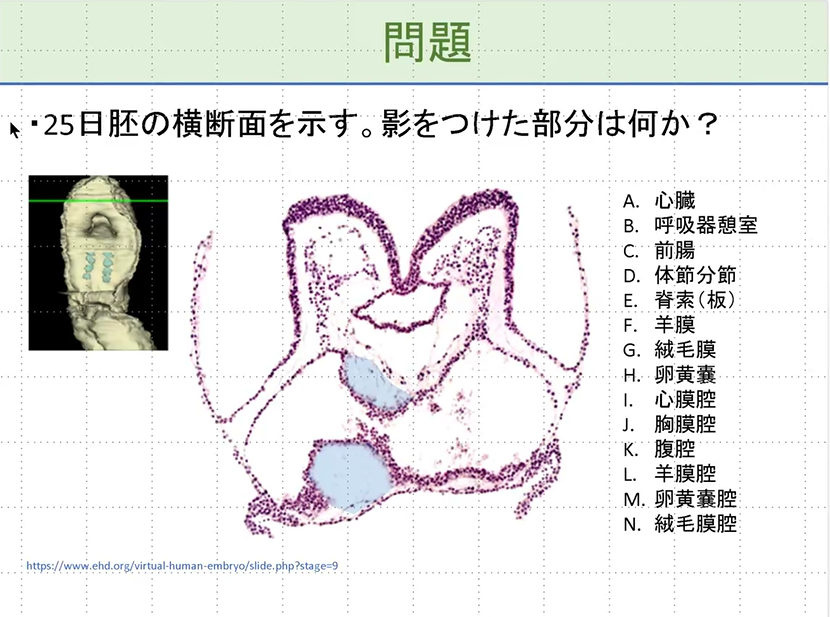 問題
・25日胚の横断面を示す。影をつけた部分は何か?
A. 心臓
B. 呼吸器憩室
C. 前腸
D. 体節分節
E. 脊索(板)
F. 羊膜
G. 絨毛膜
H. 卵黄嚢
I. 心膜腔
J. 胸膜腔
K. 腹腔
L. 羊膜腔
M. 卵黄嚢腔
N. 絨毛膜腔
https://www.ehd.org/virtual-human-embryo/slide.php?stage=9